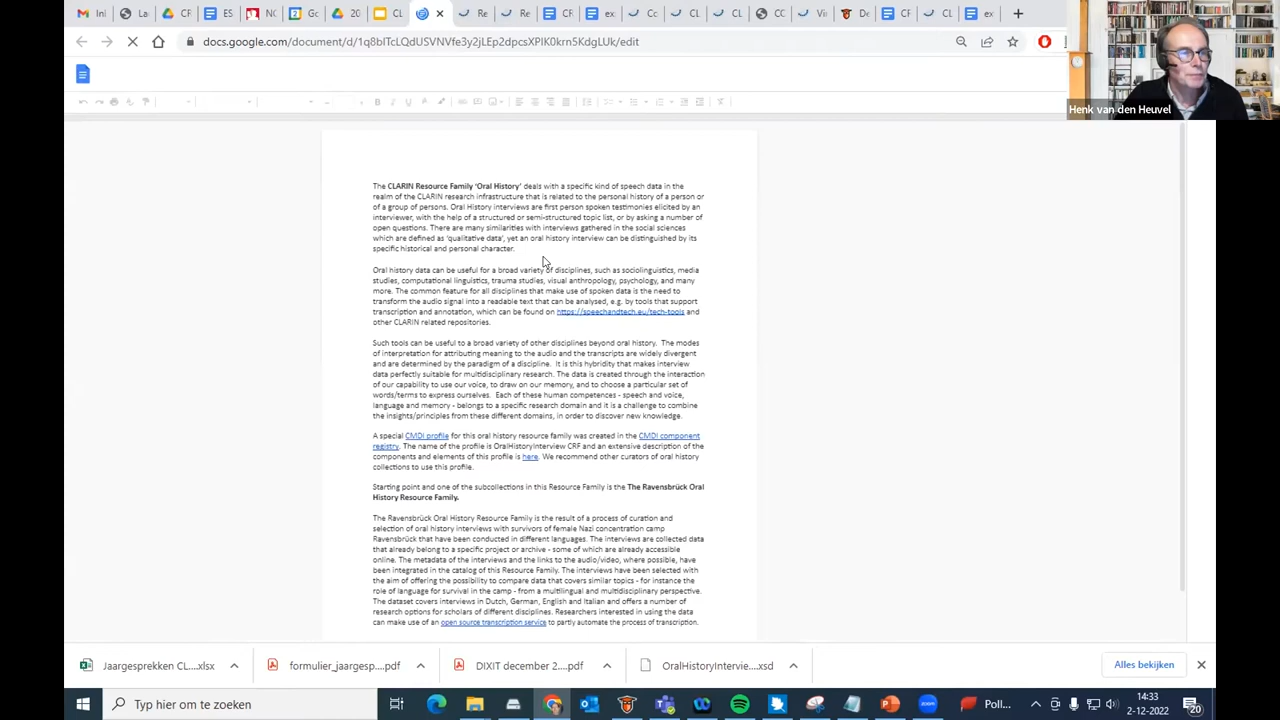 Inl
La
CF
ES
NC
Go
20
CL
Re
CF
ex
Cc
CL
CL
CG
Vii
De
CF
CL
ex
docs.google.com/document/d/1q8blTcLQdUSVNVfe3y2jLEp2dpcsXPIK0krn5KdgLUk/edit
Henk van den Heuvel
The CLARIN Resource Family 'Oral History' deals with a specific kind of speech data in the
realm of the CLARIN research infrastructure that is related to the personal history of a person or
of a group of persons. Oral History interviews are first person spoken testimonies elicited by an
interviewer, with the help of a structured or semi-structured topic list, or by asking a number of
open questions. There are many similarities with interviews gathered in the social sciences
which are defined as 'qualitative data', yet an oral history interview can be distinguished by its
specific historical and personal character.
Oral history data can be useful for a broad variety of disciplines, such as sociolinguistics, media
studies, computational linguistics, trauma studies, visual anthropology, psychology, and many
more. The common feature for all disciplines that make use of spoken data is the need to
transform the audio signal into a readable text that can be analysed, e.g. by tools that support
transcription and annotation, which can be found on https://speechandtech.eu/tech-tools and
other CLARIN related repositories.
Such tools can be useful to a broad variety of other disciplines beyond oral history. The modes
of interpretation for attributing meaning to the audio and the transcripts are widely divergent
and are determined by the paradigm of a discipline. It is this hybridity that makes interview
data perfectly suitable for multidisciplinary research. The data is created through the interaction
of our capability to use our voice, to draw on our memory, and to choose a particular set of
words/terms to express ourselves. Each of these human competences - speech and voice,
language and memory - belongs to a specific research domain and it is a challenge to combine
the insights/principles from these different domains, in order to discover new knowledge.
A special CMDI profile for this oral history resource family was created in the CMDI component
registry. The name of the profile is OralHistoryInterview CRF and an extensive description of the
components and elements of this profile is here. We recommend other curators of oral history
collections to use this profile.
Starting point and one of the subcollections in this Resource Family is the The Ravensbrück Oral
History Resource Family.
The Ravensbrück Oral History Resource Family is the result of a process of curation and
selection of oral history interviews with survivors of female Nazi concentration camp
Ravensbrück that have been conducted in different languages. The interviews are collected data
that already belong to a specific project or archive - some of which are already accessible
online. The metadata of the interviews and the links to the audio/video, where possible, have
been integrated in the catalog of this Resource Family. The interviews have been selected with
the aim of offering the possibility to compare data that covers similar topics - for instance the
role of language for survival in the camp - from a multilingual and multidisciplinary perspective.
The dataset covers interviews in Dutch, German, English and Italian and offers a number of
research options for scholars of different disciplines. Researchers interested in using the data
can make use of an open source transcription service to partly automate the process of transcription.
Jaargesprekken CL....xlsx
formulier_jaargesp....pdf
DIXIT december 2....pdf
OralHistoryIntervie....xsd
Alles bekijken
Typ hier om te zoeken
Poll...
14:33
2-12-2022
20